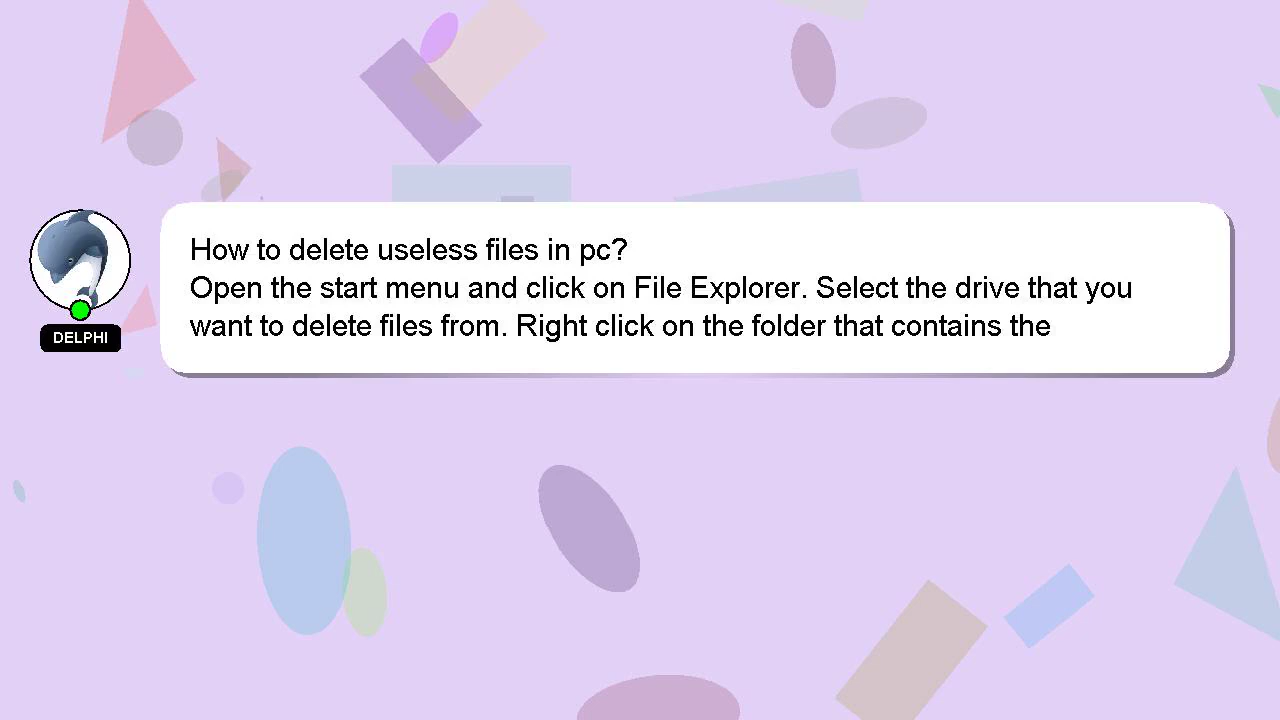 How to delete useless files in pc?
Open the start menu and click on File Explorer. Select the drive that you
want to delete files from. Right click on the folder that contains the
DELPHI